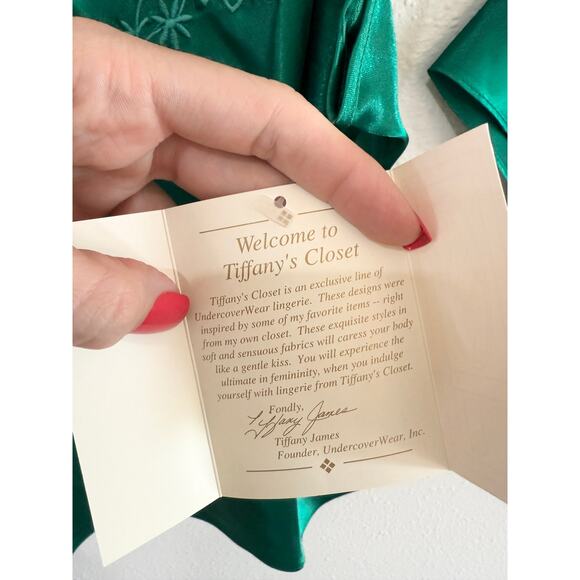 Welcome to
Tiffany's Closet
Tiffany's Closet is an exclusive line of
UndercoverWear lingerie. These designs were
inspired by some of my favorite items -- right
from my own closet. These exquisite styles in
soft and sensuous fabrics will caress your body
like a gentle kiss. You will experience the
ultimate in femininity, when you indulge
yourself with lingerie from Tiffany's Closet.
Fondly,
Tiffany James
Tiffany James
Founder, UndercoverWear, Inc.